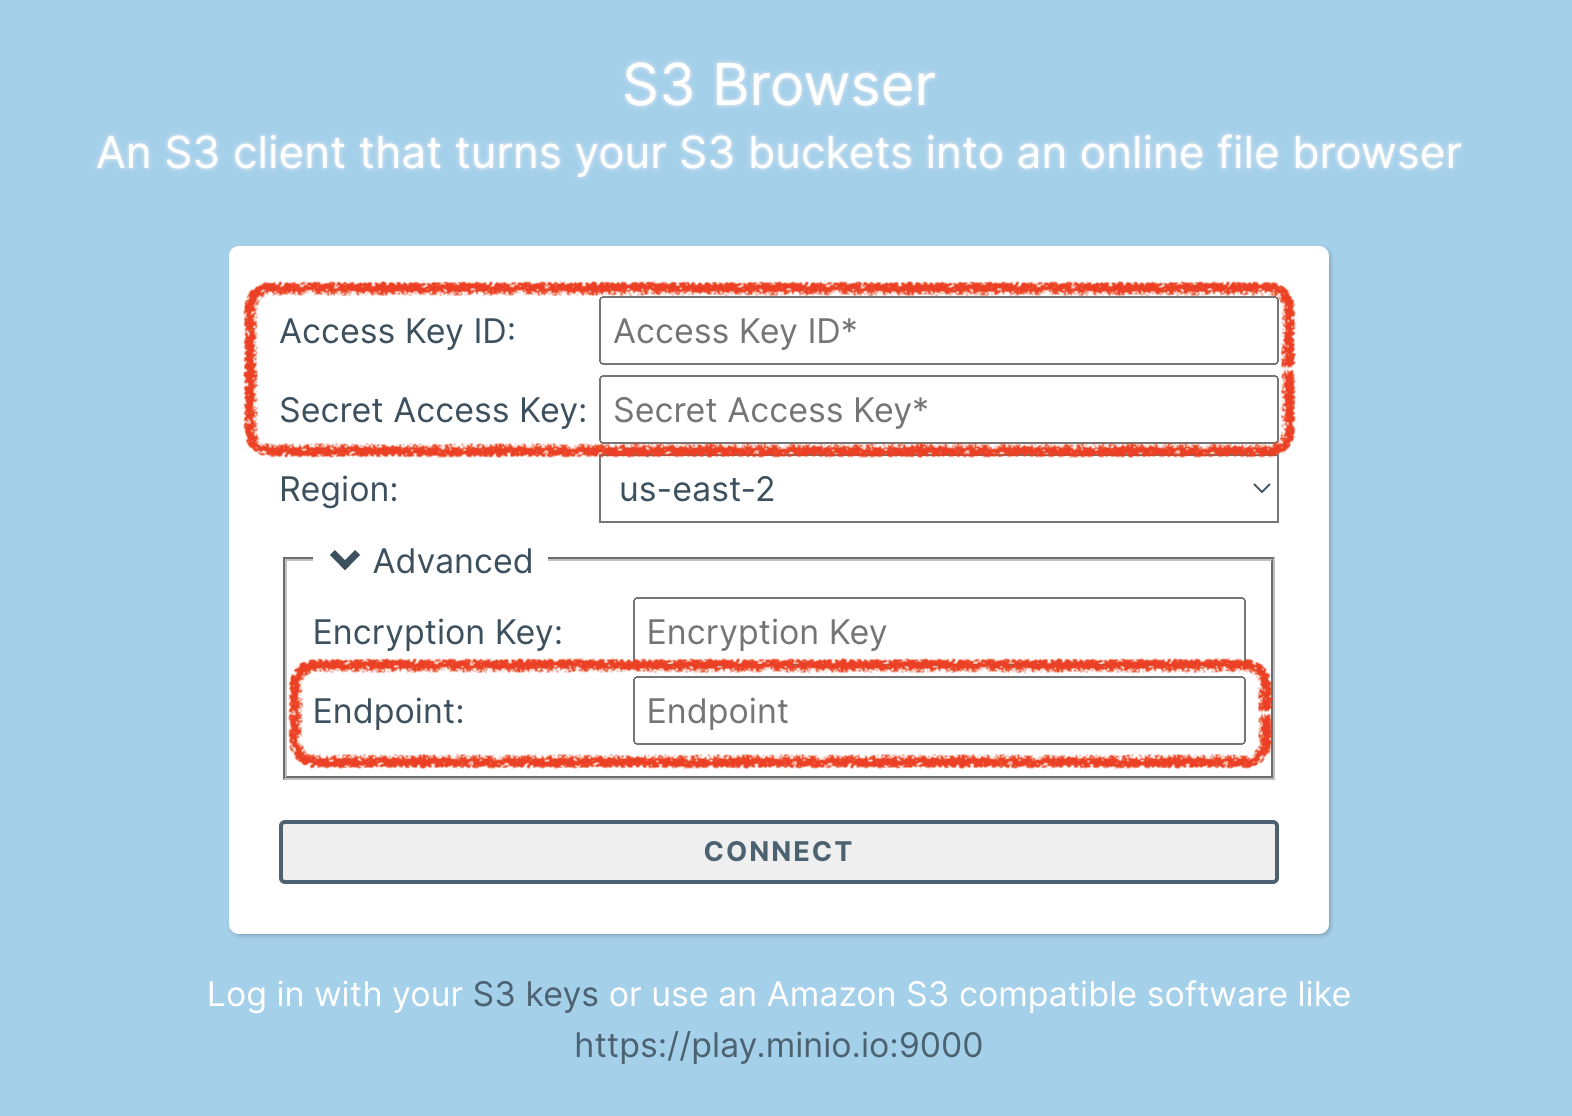 S3 Browser
An S3 client that turns your S3 buckets into an online file browser
Access Key ID: Access Key ID*
Secret Access Key: Secret Access Key*
Region: us-east-2
Advanced
Encryption Key: Encryption Key
Endpoint: Endpoint
CONNECT
Log in with your S3 keys or use an Amazon S3 compatible software like
https://play.minio.io:9000